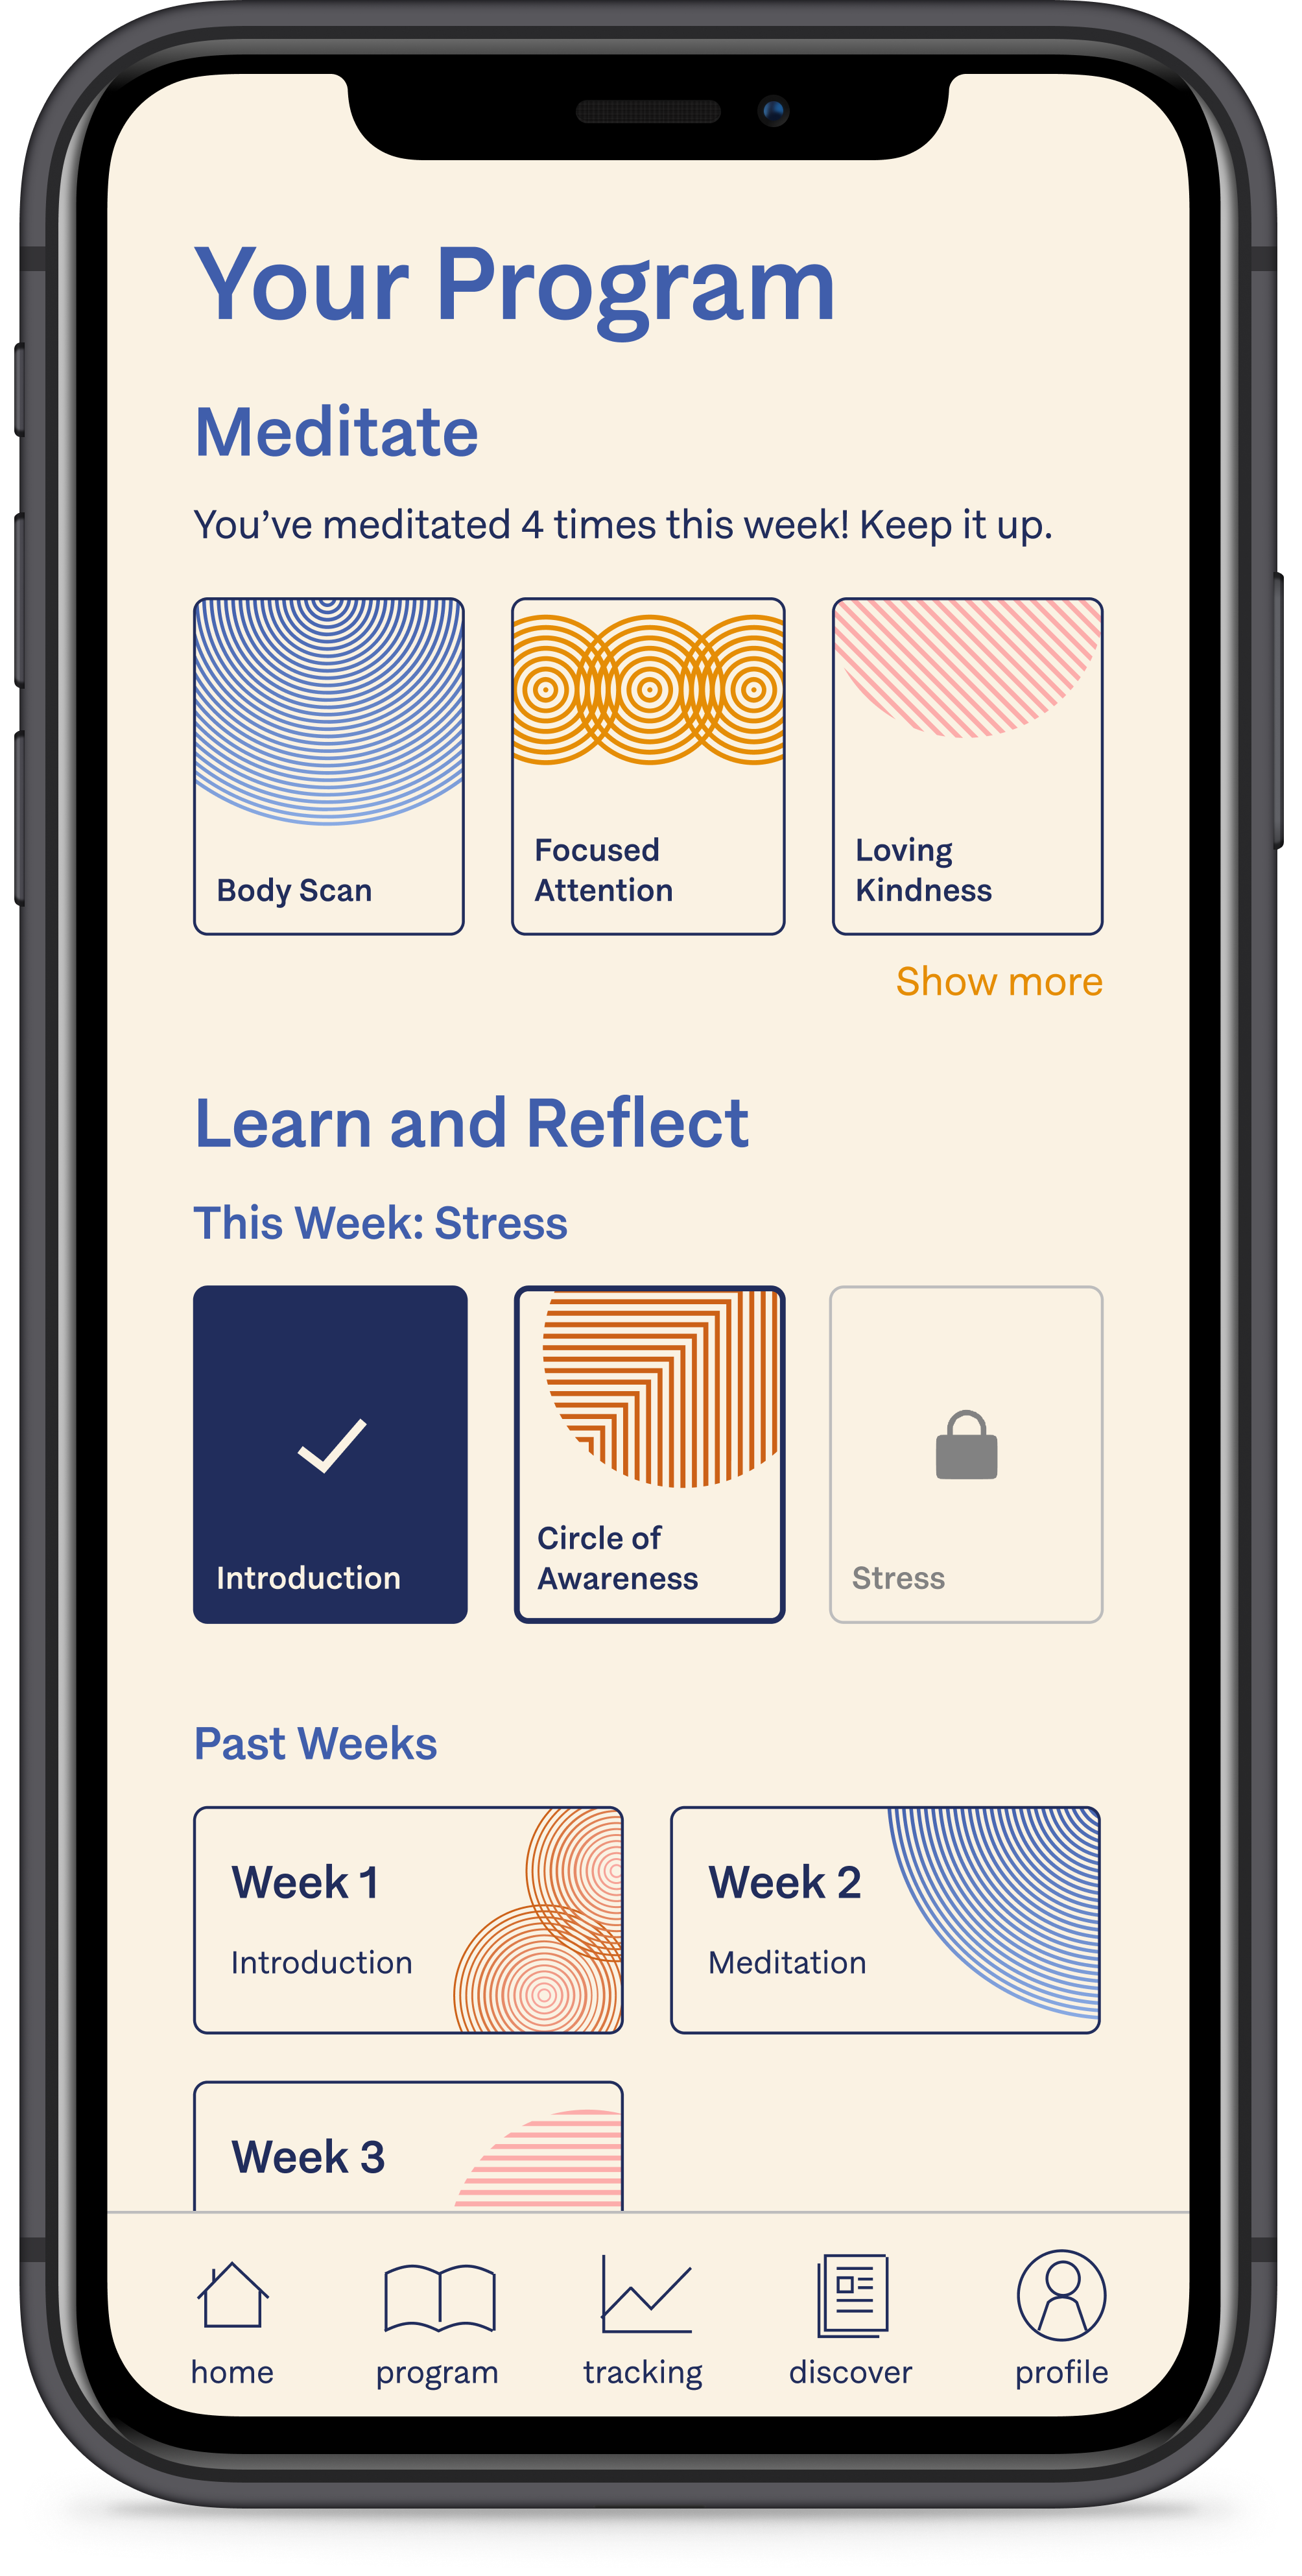 Your Program
Meditate
You’ve meditated 4 times this week! Keep it up.
Body Scan
Focused
Attention
Loving
Kindness
Show more
Learn and Reflect
This Week: Stress
Introduction
Circle of
Awareness
Stress
Past Weeks
Week 1
Introduction
Week 2
Meditation
Week 3
home
program
tracking
discover
profile